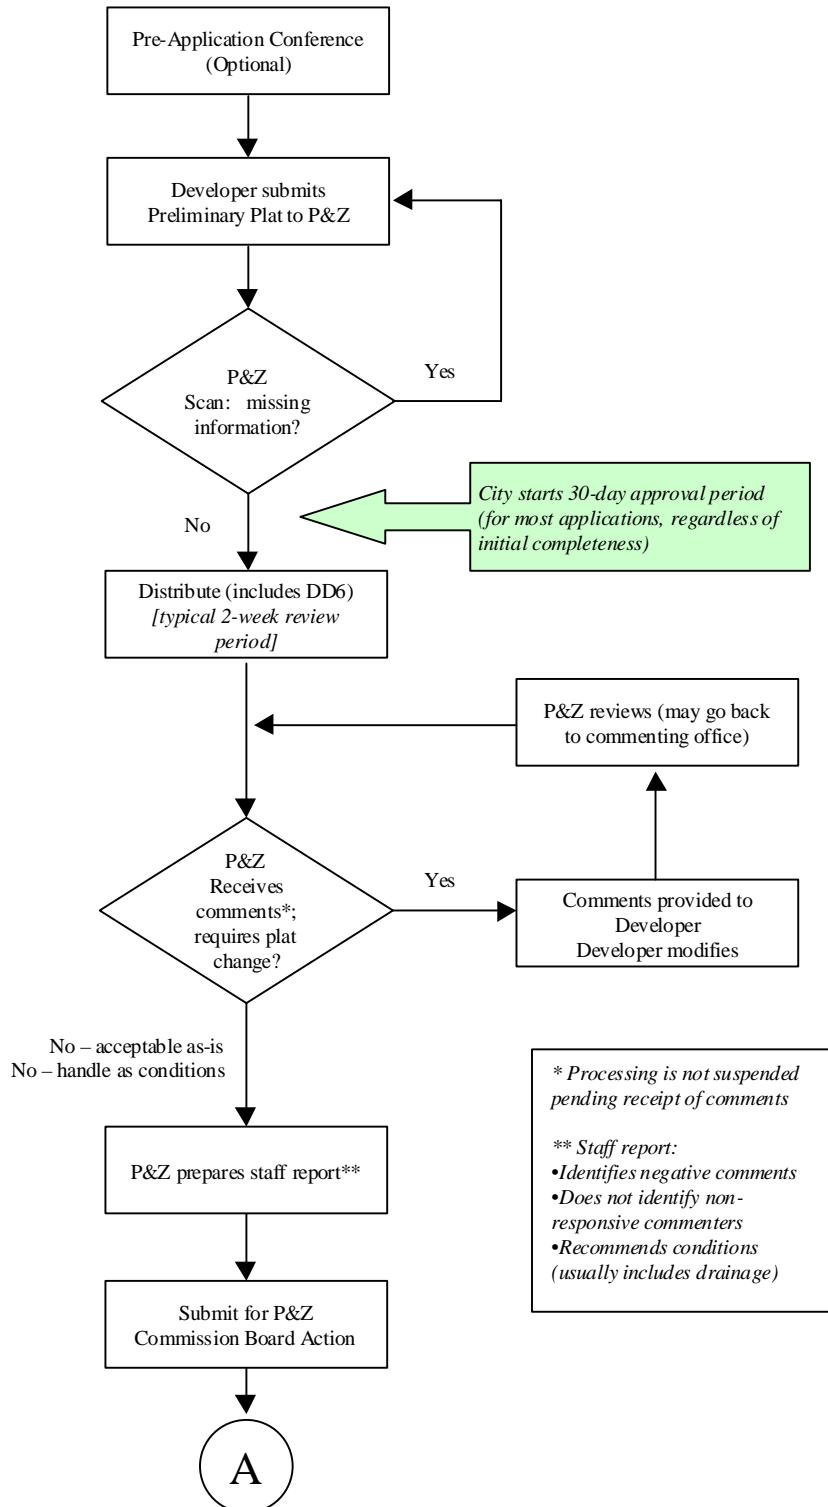 Pre-Application Conference
(Optional)
Developer submits
Preliminary Plat to P&Z
P&Z
Scan: missing
information?
Yes
City starts 30-day approval period
(for most applications, regardless of
initial completeness)
No
Distribute (includes DD6)
[typical 2-week review
period]
P&Z reviews (may go back
to commenting office)
P&Z
Receives
comments*;
requires plat
change?
Yes
Comments provided to
Developer
Developer modifies
No – acceptable as-is
No – handle as conditions
* Processing is not suspended
pending receipt of comments
** Staff report:
•Identifies negative comments
•Does not identify non-
responsive commenters
•Recommends conditions
(usually includes drainage)
P&Z prepares staff report**
Submit for P&Z
Commission Board Action
A